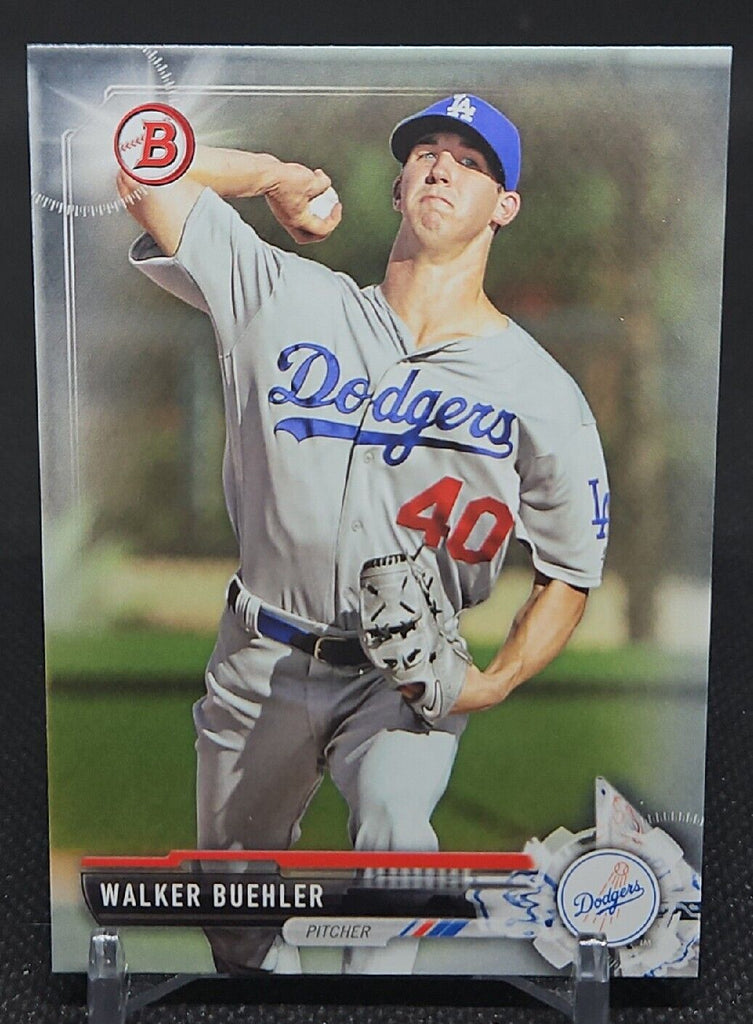 B
LA
Dodgers
40
LA
WALKER BUEHLER
PITCHER
Dodgers